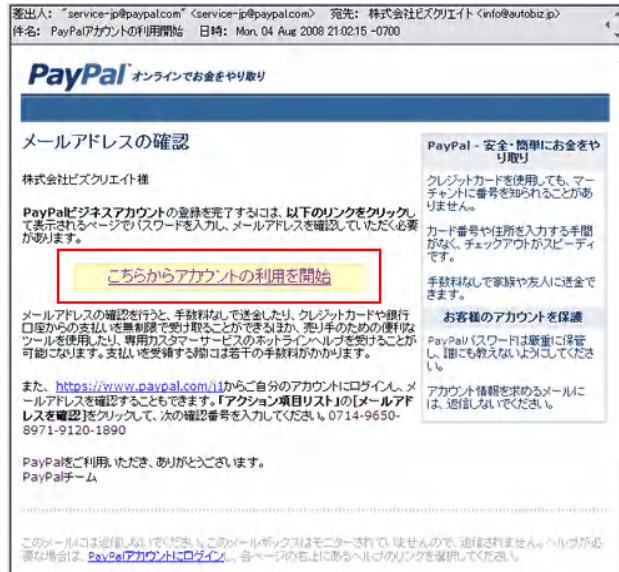 差出人： "service-jp@paypal.com" <service-jp@paypal.com> 宛先： 株式会社ビズクリエイト <info@autobiz.jp>
件名： PayPalアカウントの利用開始 日時： Mon, 04 Aug 2008 21:02:15 -0700
PayPal オンラインでお金をやり取り
メールアドレスの確認
株式会社ビズクリエイト様
PayPalビジネスアカウントの登録を完了するには、以下のリンクをクリックし
て表示されるページでパスワードを入力し、メールアドレスを確認していただく必要
があります。
こちらからアカウントの利用を開始
メールアドレスの確認を行うと、手数料なしで送金したり、クレジットカードや銀行
口座からの支払いを無制限で受け取ることができるほか、売り手のための便利な
ツールを使用したり、専用カスタマーサービスのホットラインヘルプを受けることが
可能になります。支払いを受領する際には若干の手数料がかかります。
また、https://www.paypal.com/j1からご自分のアカウントにログインし、メ
ールアドレスを確認することもできます。「アクション項目リスト」の[メールアド
レスを確認]をクリックして、次の確認番号を入力してください。0714-9650-
8971-9120-1890
PayPalをご利用いただき、ありがとうございます。
PayPalチーム
PayPal - 安全・簡単にお金をや
り取り
クレジットカードを使用しても、マー
チャントに番号を知られることがあ
りません。
カード番号や住所を入力する手間
がなく、チェックアウトがスピーディ
です。
手数料なしで家族や友人に送金で
きます。
お客様のアカウントを保護
PayPalパスワードは厳重に保管
し、誰にも教えないようにしてくださ
い。
アカウント情報を求めるメールに
は、返信しないでください。
このメールには返信しないでください。このメールボックスはモニターされていませんので、返信されません。ヘルプが必
要な場合は、PayPalアカウントにログインし、各ページの右上にあるヘルプのリンクを選択してください。